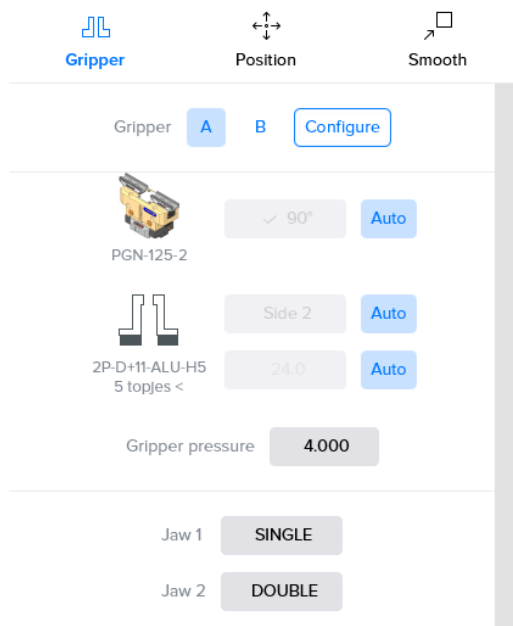 Gripper Position Smooth
Gripper A B Configure
90° Auto
PGN-125-2
Side 2 Auto
2P-D+11-ALU-H5 24.0 Auto
5 topjes <
Gripper pressure 4.000
Jaw 1 SINGLE
Jaw 2 DOUBLE